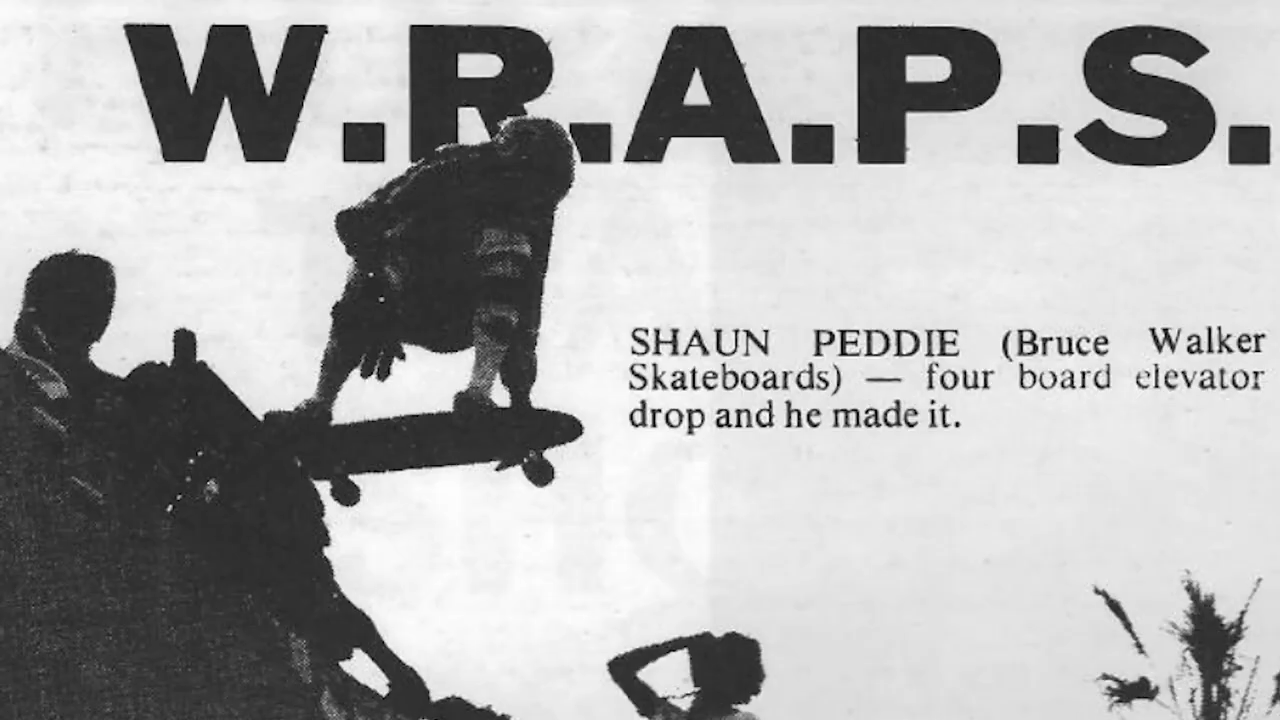 W.R.A.P.S.
SHAUN PEDDIE (Bruce Walker
Skateboards) — four board elevator
drop and he made it.